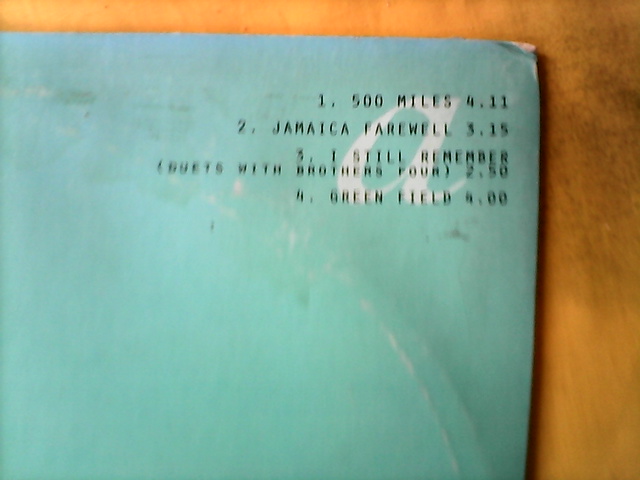 a
1. 500 MILES 4.11
2. JAMAICA FAREWELL 3.15
3. I STILL REMEMBER
(DUETS WITH BROTHERS FOUR) 2.50
4. GREEN FIELD 4.00